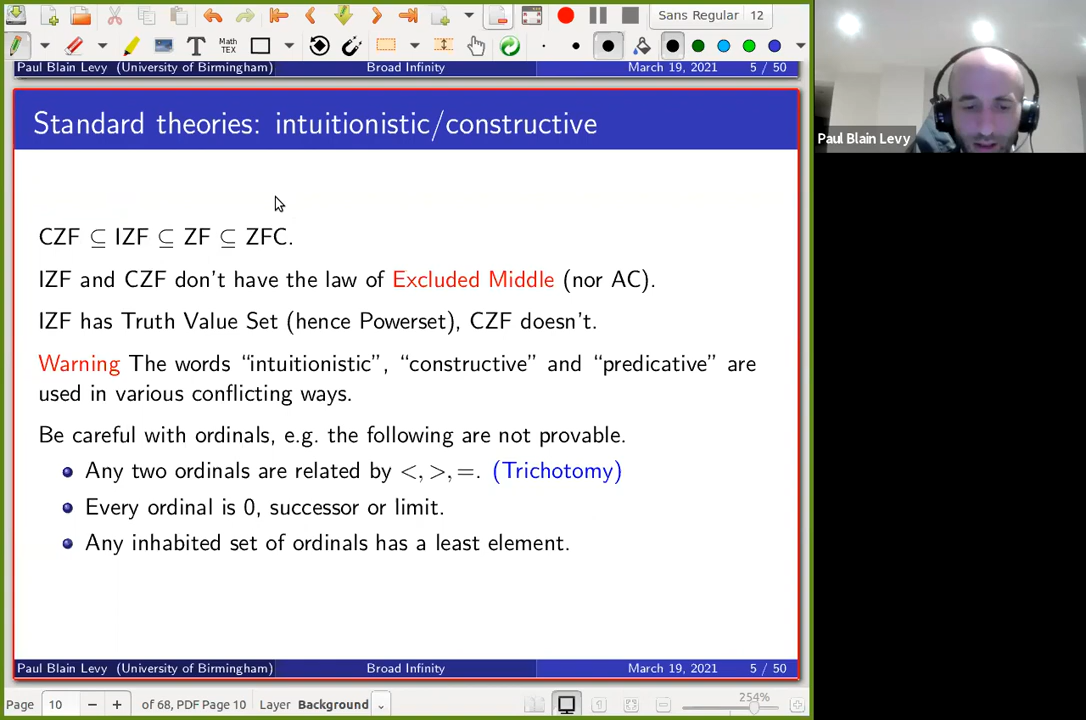 Sans Regular 12
MATH
TEX
Paul Blain Levy (University of Birmingham) Broad Infinity March 19, 2021 5 / 50
Standard theories: intuitionistic/constructive
CZF ⊆ IZF ⊆ ZF ⊆ ZFC.
IZF and CZF don't have the law of Excluded Middle (nor AC).
IZF has Truth Value Set (hence Powerset), CZF doesn't.
Warning The words “intuitionistic”, “constructive” and “predicative” are
used in various conflicting ways.
Be careful with ordinals, e.g. the following are not provable.
Any two ordinals are related by <, >, =. (Trichotomy)
Every ordinal is 0, successor or limit.
Any inhabited set of ordinals has a least element.
Paul Blain Levy (University of Birmingham) Broad Infinity March 19, 2021 5 / 50
Page 10 of 68, PDF Page 10 Layer Background 254%
Paul Blain Levy